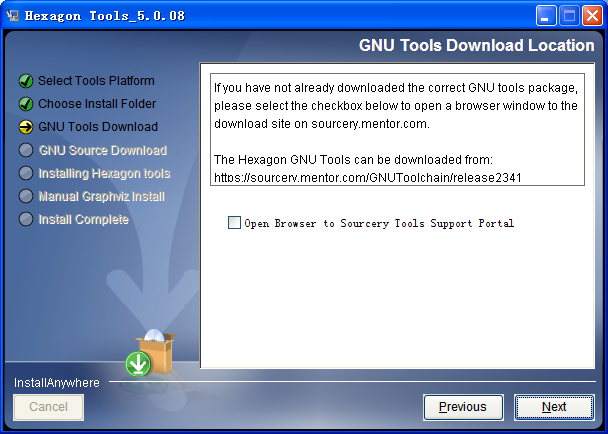 Hexagon Tools_5.0.08
GNU Tools Download Location
Select Tools Platform
Choose Install Folder
GNU Tools Download
GNU Source Download
Installing Hexagon tools
Manual Graphviz Install
Install Complete
If you have not already downloaded the correct GNU tools package,
please select the checkbox below to open a browser window to the
download site on sourcery.mentor.com.
The Hexagon GNU Tools can be downloaded from:
https://sourcery.mentor.com/GNUToolchain/release2341
Open Browser to Sourcery Tools Support Portal
InstallAnywhere
Cancel
Previous
Next